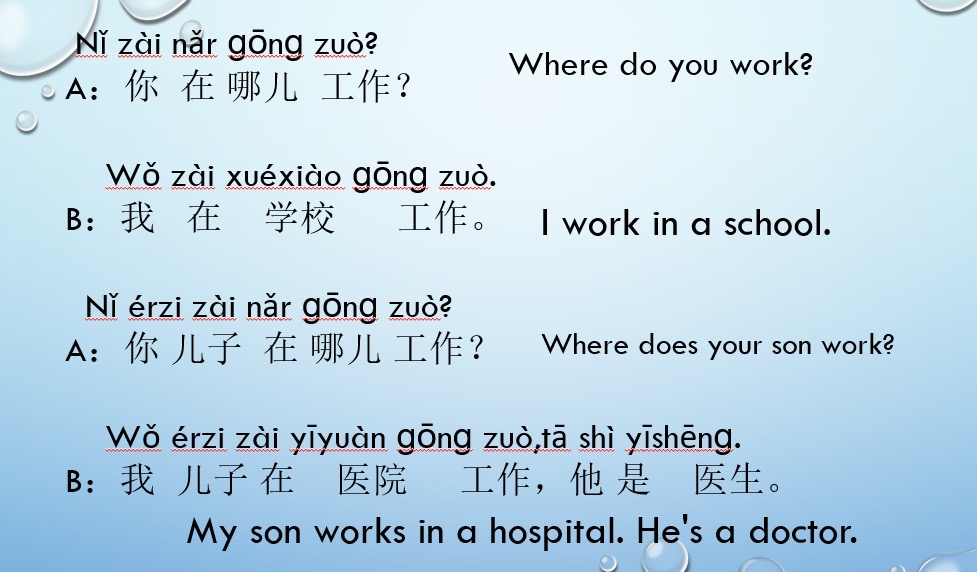 Nǐ zài nǎr gōng zuò?
A：你 在 哪儿 工作？
Where do you work?
Wǒ zài xuéxiào gōng zuò.
B：我 在 学校 工作。
I work in a school.
Nǐ érzi zài nǎr gōng zuò?
A：你 儿子 在 哪儿 工作？
Where does your son work?
Wǒ érzi zài yīyuàn gōng zuò,tā shì yīshēng.
B：我 儿子 在 医院 工作，他 是 医生。
My son works in a hospital. He's a doctor.